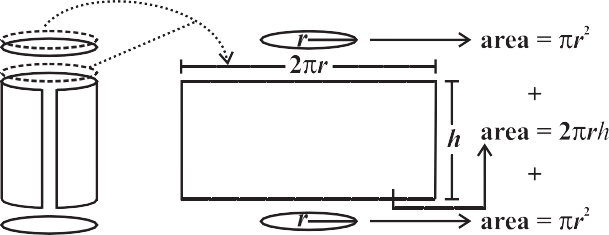 r
area = πr²
2πr
+
h
area = 2πrh
+
r
area = πr²